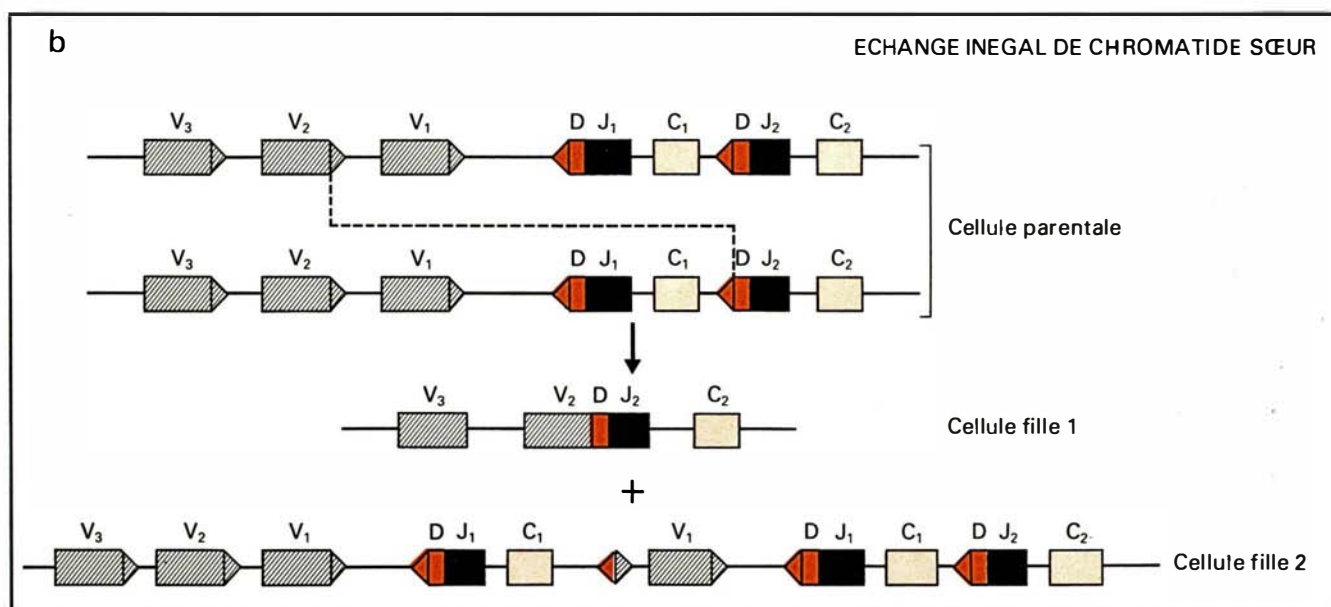 b
ECHANGE INEGAL DE CHROMATIDE SŒUR
V₃ V₂ V₁ D J₁ C₁ D J₂ C₂
Cellule parentale
V₃ V₂ V₁ D J₁ C₁ D J₂ C₂
V₃ V₂ D J₂ C₂
Cellule fille 1
+
V₃ V₂ V₁ D J₁ C₁ V₁ D J₁ C₁ D J₂ C₂
Cellule fille 2